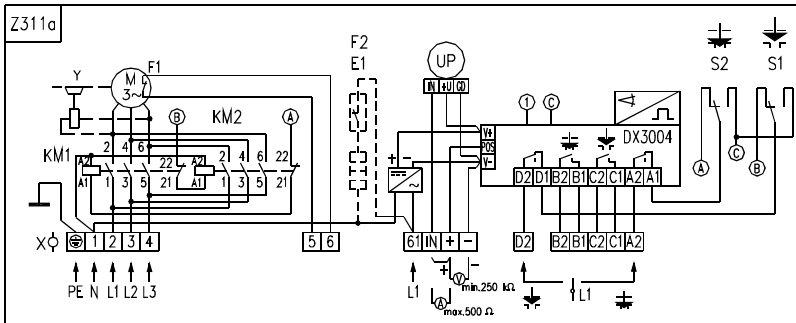 Z311a
F2
E1
UP
IN +U GD
S2 S1
Y
M
3~
F1
B
KM2
A
1 C
DX3004
V+
POS
V-
KM1
A2
A1
2 4 6
1 3 5
22
21
A2
A1
2 4 6
1 3 5
22
21
+ -
~
A C B
D2 D1 B2 B1 C2 C1 A2 A1
X
1 2 3 4
5 6
61 IN + -
D2 B2 B1 C2 C1 A2
PE N L1 L2 L3
L1
+ V -
min.250 kΩ
A
max.500 Ω
L1